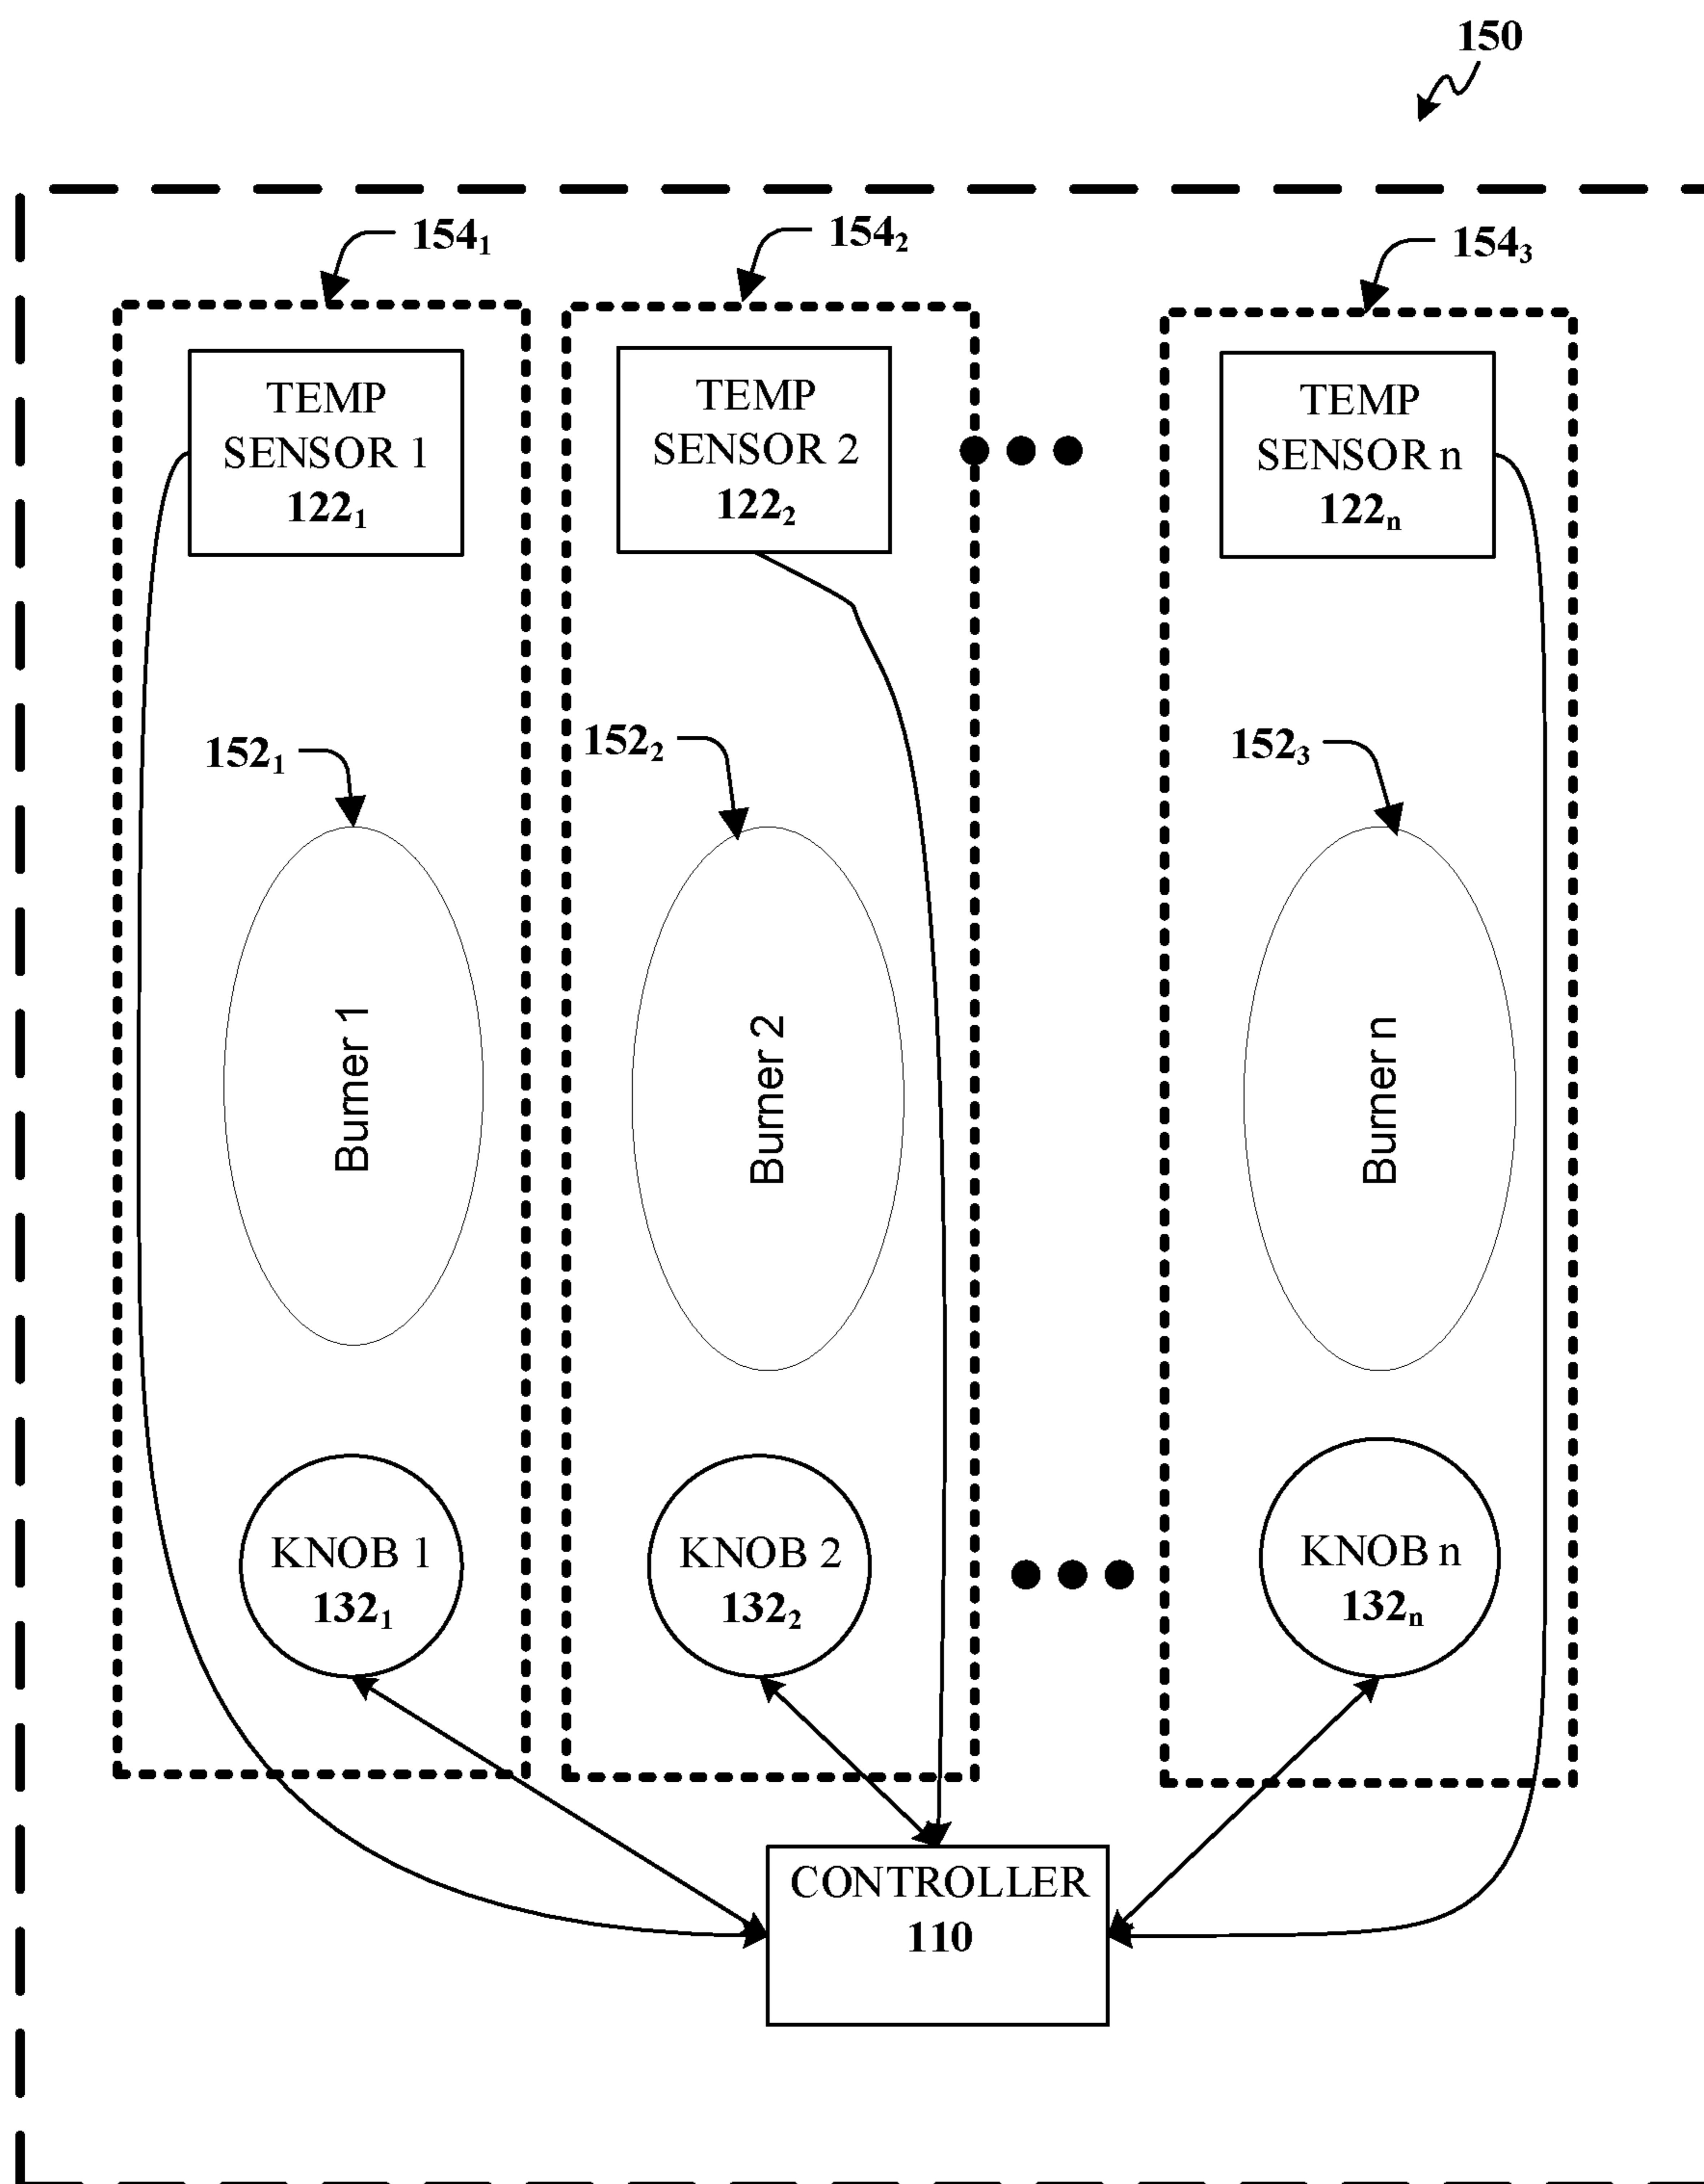 150
154₁
154₂
154₃
TEMP
SENSOR 1
122₁
TEMP
SENSOR 2
122₂
TEMP
SENSOR n
122ₙ
152₁
152₂
152₃
Burner 1
Burner 2
Burner n
KNOB 1
132₁
KNOB 2
132₂
KNOB n
132ₙ
CONTROLLER
110